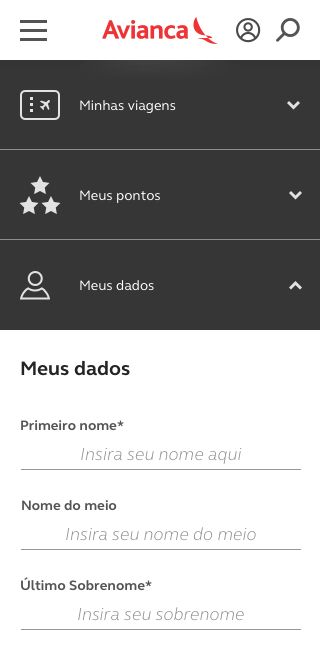 Avianca
Minhas viagens
Meus pontos
Meus dados
Meus dados
Primeiro nome*
Insira seu nome aqui
Nome do meio
Insira seu nome do meio
Último Sobrenome*
Insira seu sobrenome